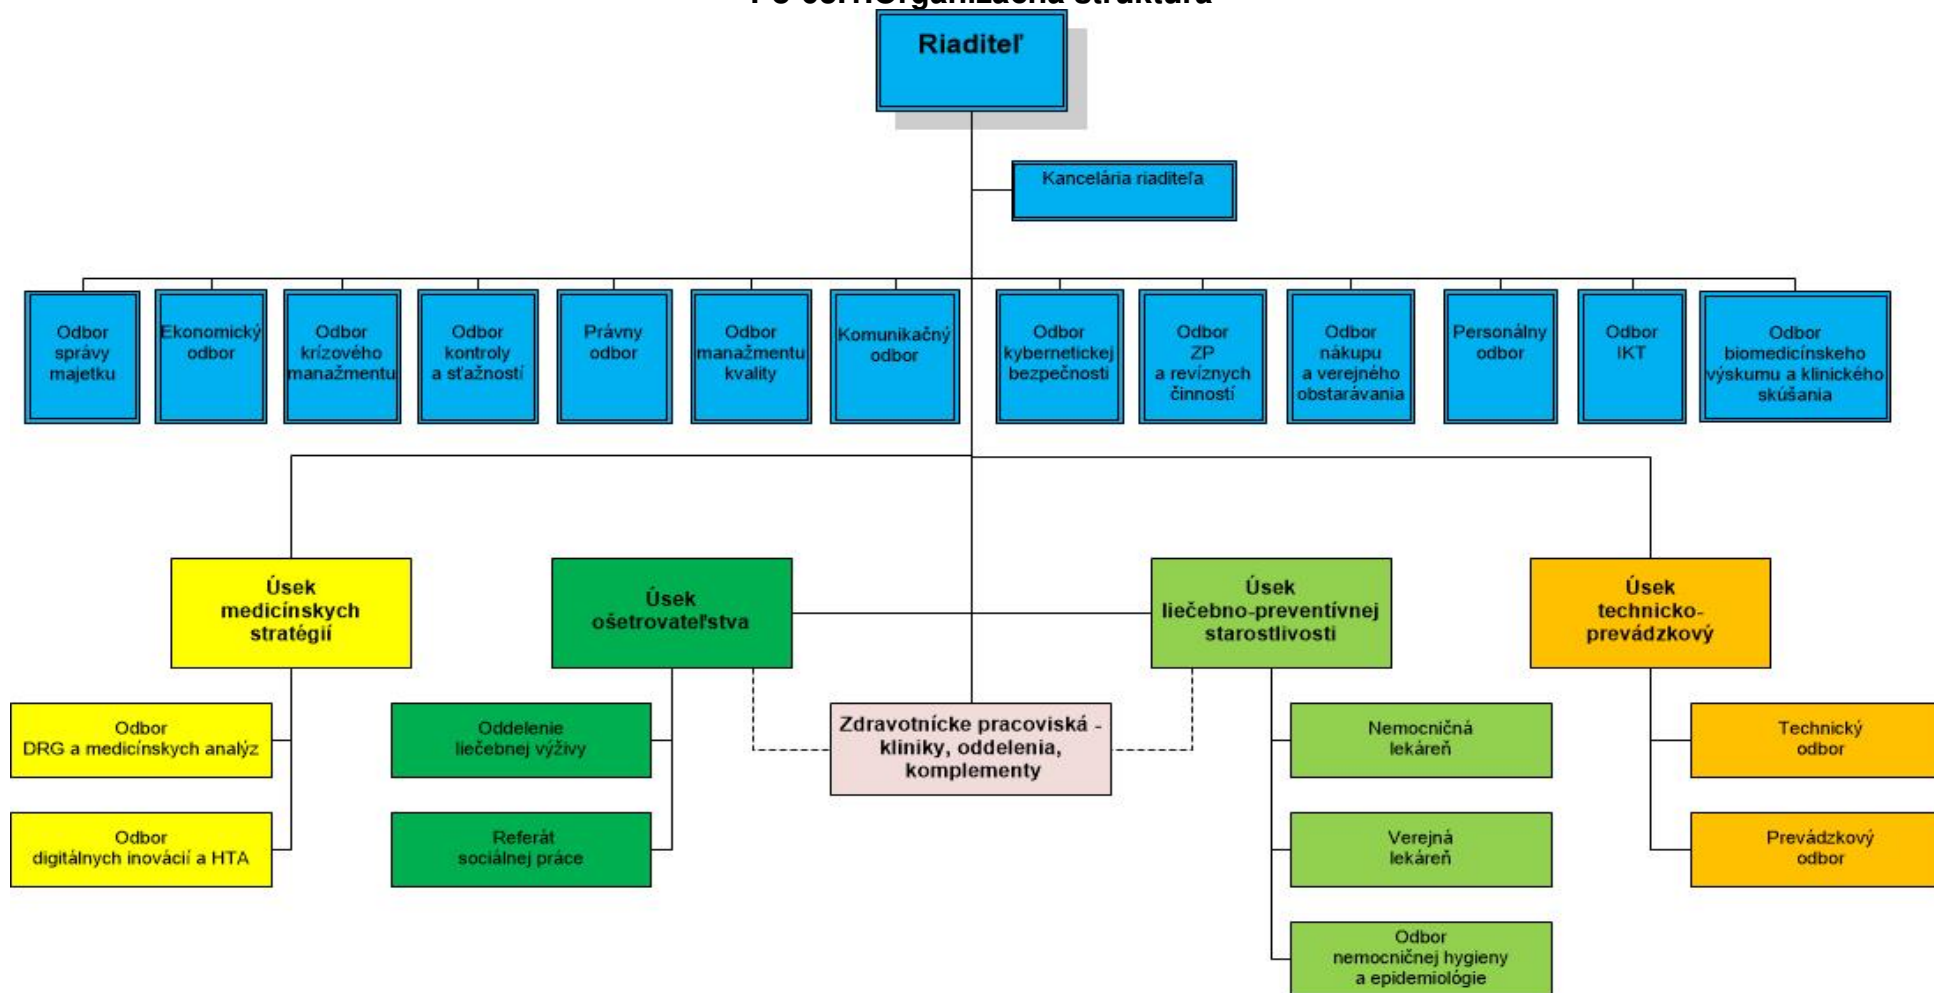 Organizačná štruktúra
Riaditeľ
Kancelária riaditeľa
Odbor
správy
majetku
Ekonomický
odbor
Odbor
krízového
manažmentu
Odbor
kontroly
a sťažností
Právny
odbor
Odbor
manažmentu
kvality
Komunikačný
odbor
Odbor
kybernetickej
bezpečnosti
Odbor
ZP
a revíznych
činností
Odbor
nákupu
a verejného
obstarávania
Personálny
odbor
Odbor
IKT
Odbor
biomedicínskeho
výskumu a klinického
skúšania
Úsek
medicínskych
stratégií
Úsek
ošetrovateľstva
Úsek
liečebno-preventívnej
starostlivosti
Úsek
technicko-
prevádzkový
Odbor
DRG a medicínskych analýz
Oddelenie
liečebnej výživy
Zdravotnícke pracoviská -
kliniky, oddelenia,
komplementy
Nemocničná
lekáreň
Technický
odbor
Odbor
digitálnych inovácií a HTA
Referát
sociálnej práce
Verejná
lekáreň
Prevádzkový
odbor
Odbor
nemocničnej hygieny
a epidemiológie